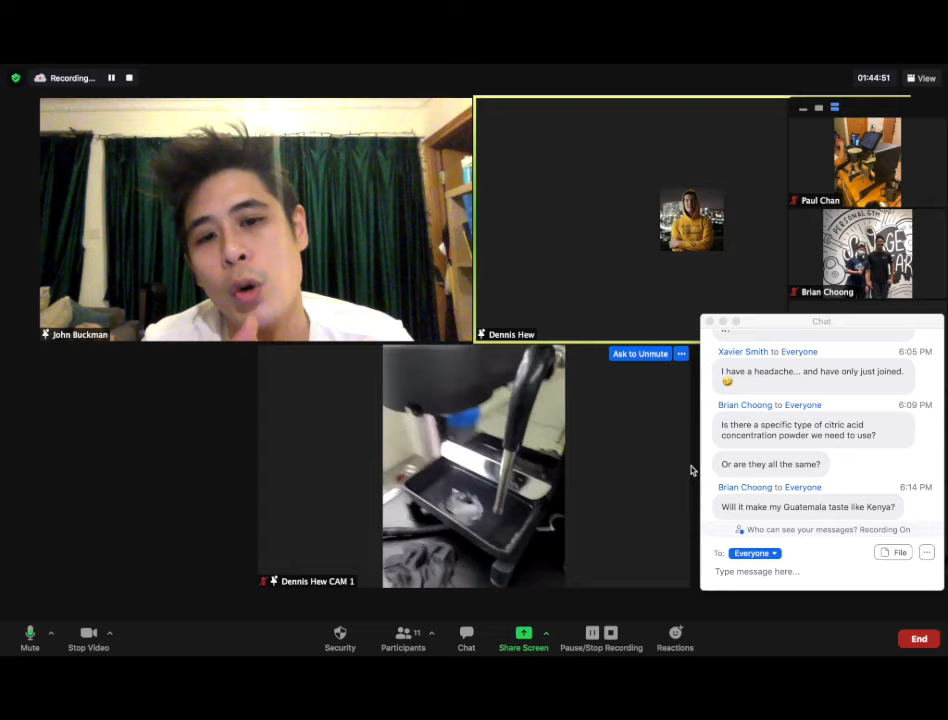 Recording...
01:44:51
View
John Buckman
Dennis Hew
Paul Chan
PERSONAL GYM
Brian Choong
Chat
Ask to Unmute
Xavier Smith to Everyone 6:05 PM
I have a headache... and have only just joined.
🤣
Brian Choong to Everyone 6:09 PM
Is there a specific type of citric acid
concentration powder we need to use?
Or are they all the same?
Brian Choong to Everyone 6:14 PM
Will it make my Guatemala taste like Kenya?
Who can see your messages? Recording On
To: Everyone File
Type message here...
Dennis Hew CAM 1
Mute
Stop Video
Security
Participants 11
Chat
Share Screen
Pause/Stop Recording
Reactions
End